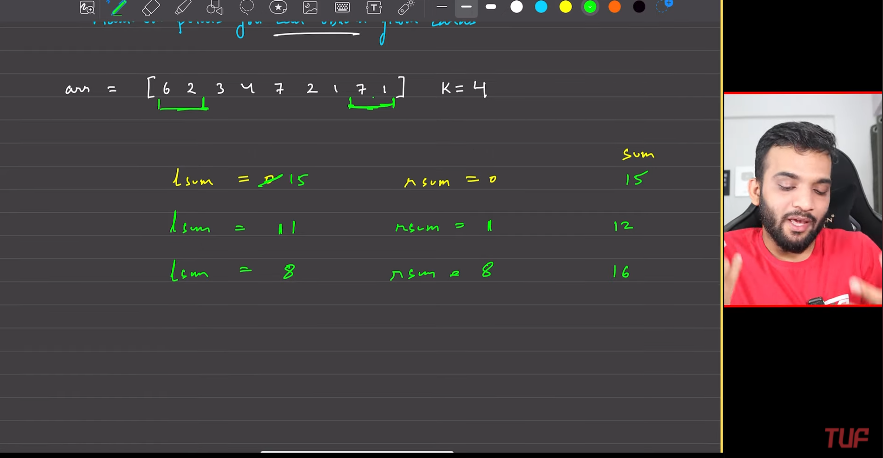 arr = [ 6 2 3 4 7 2 1 7 1 ] K = 4
sum
lsum = 0 15 rsum = 0 15
lsum = 11 rsum = 1 12
lsum = 8 rsum = 8 16
TUF